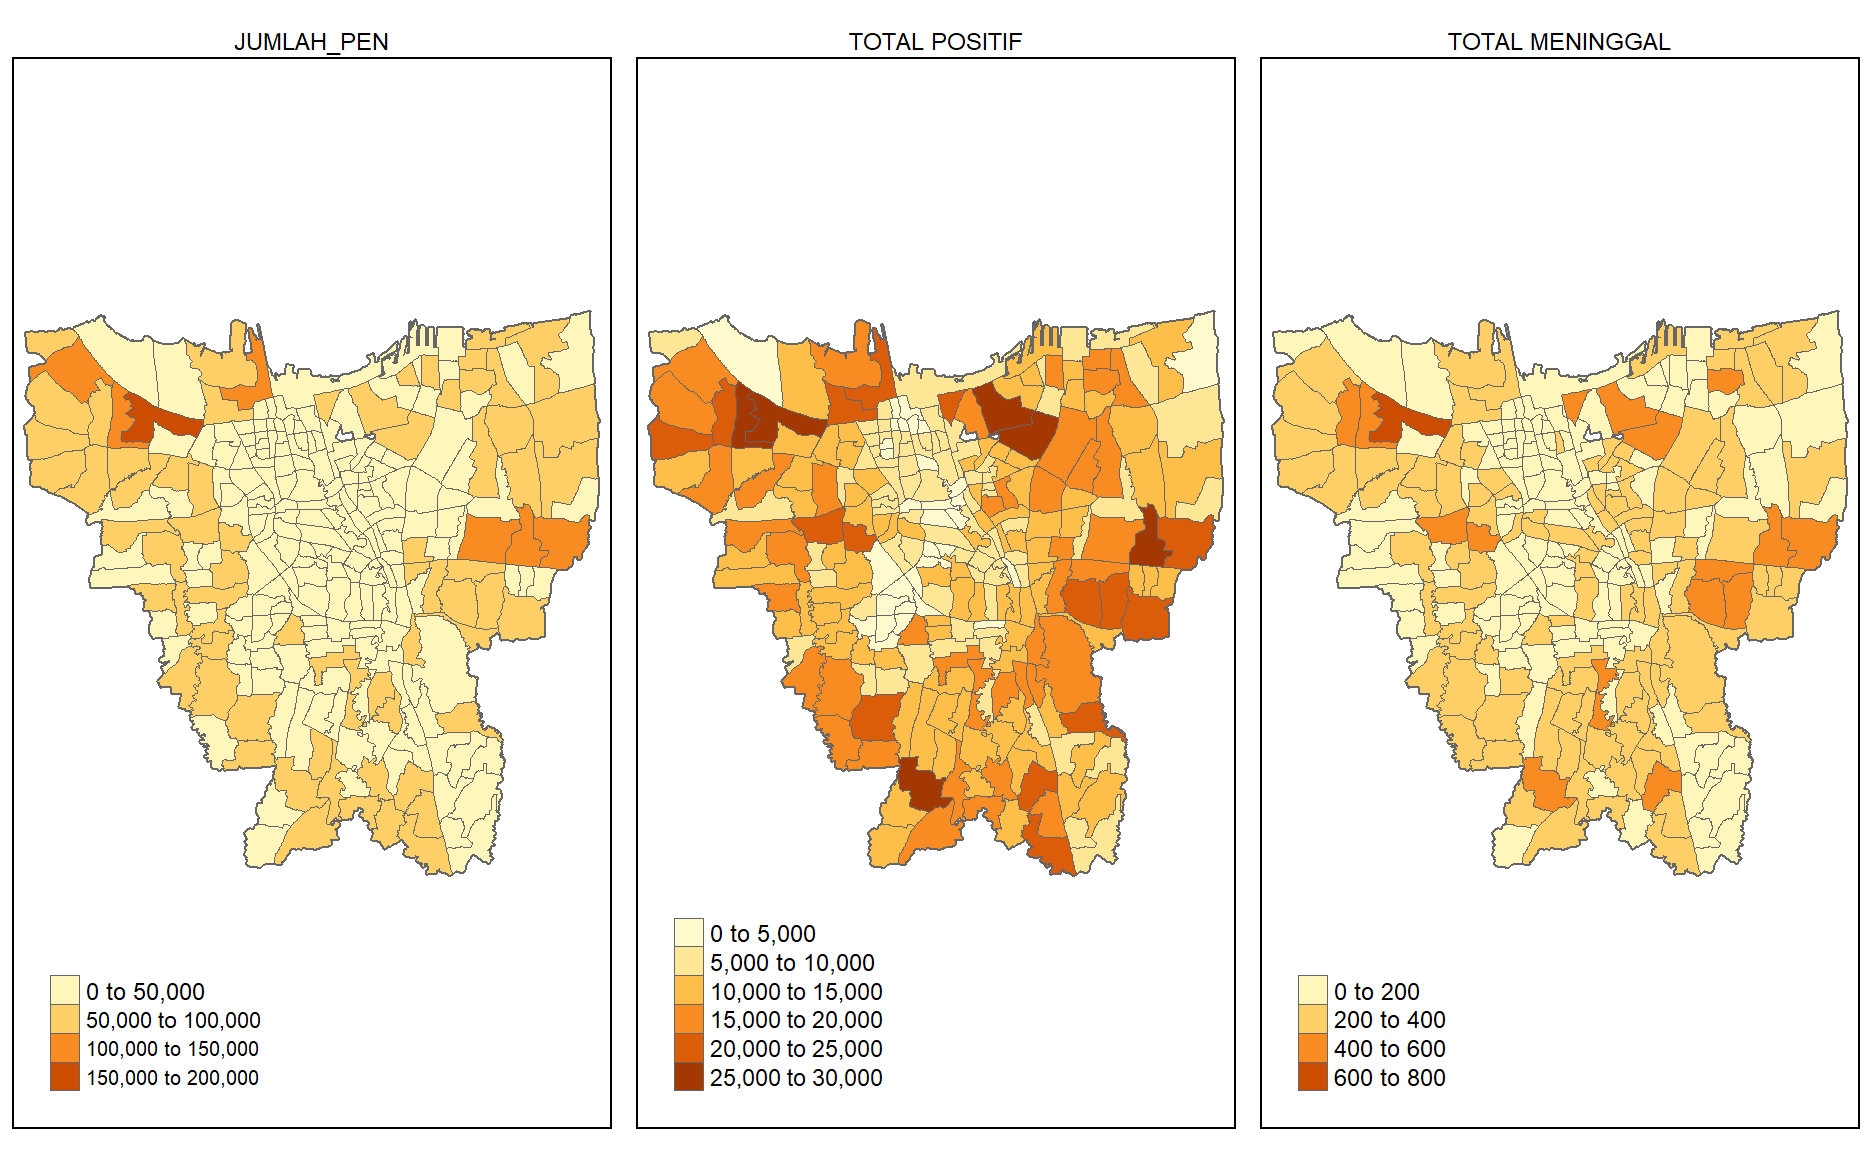 JUMLAH_PEN
0 to 50,000
50,000 to 100,000
100,000 to 150,000
150,000 to 200,000
TOTAL POSITIF
0 to 5,000
5,000 to 10,000
10,000 to 15,000
15,000 to 20,000
20,000 to 25,000
25,000 to 30,000
TOTAL MENINGGAL
0 to 200
200 to 400
400 to 600
600 to 800